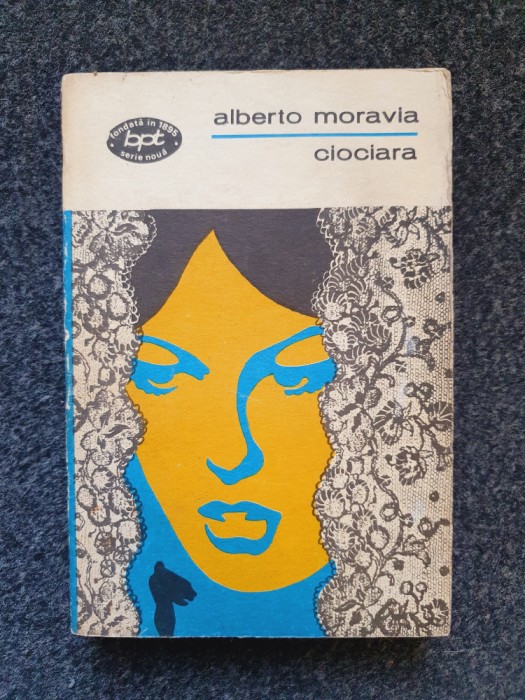 fondată în 1895
bpt
serie nouă
alberto moravia
ciociara